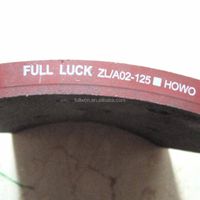 FULL LUCK ZL/A02-125 ■ HOWO